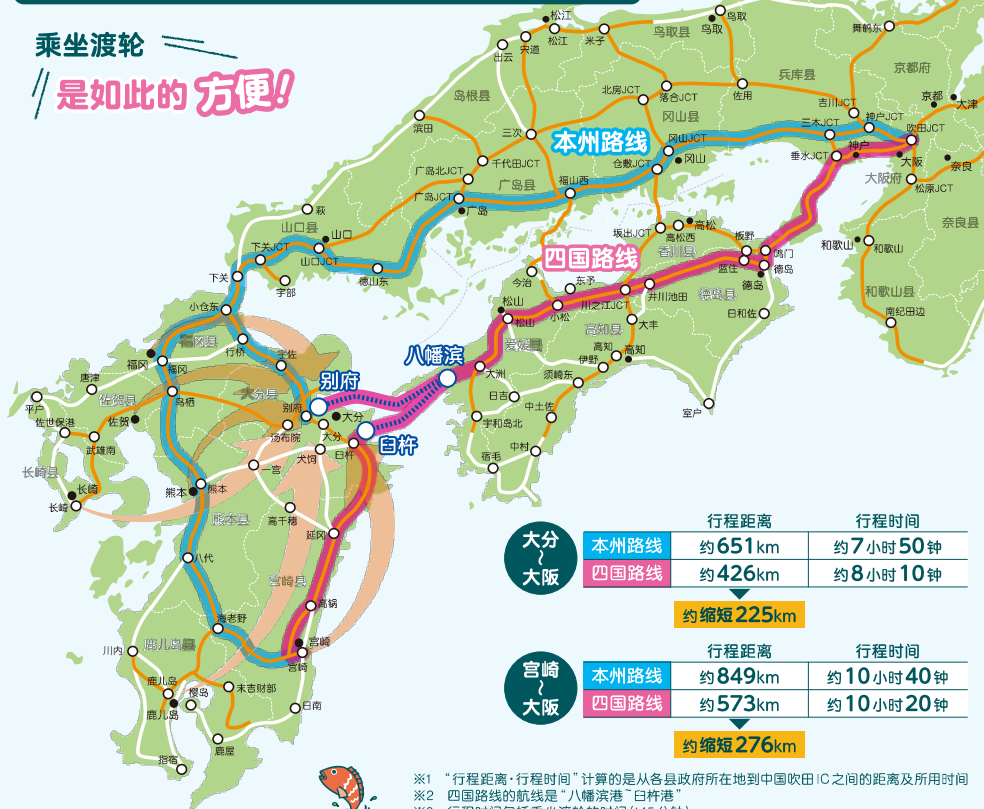 乘坐渡轮
是如此的 方便!
松江
松江
宍道
出云
米子
鸟取县
鸟取
鸟取
舞鹤东
兵库县
京都府
京都
大津
岛根县
滨田
三次
北房JCT
落合JCT
佐用
冈山县
吉川JCT
三木JCT
神户JCT
吹田JCT
本州路线
冈山JCT
冈山
仓敷JCT
神户
垂水JCT
大阪
奈良
大阪府
松原JCT
奈良县
千代田JCT
广岛北JCT
广岛县
福山西
广岛JCT
广岛
萩
山口县
山口
下关JCT
山口JCT
德山东
宇部
下关
坂出JCT
高松
高松西
香川县
板野
鸣门
蓝住
德岛
德岛
和歌山
和歌山
和歌山县
南纪田边
四国路线
今治
东予
川之江JCT
井川池田
德岛县
日和佐
松山
松山
小松
爱媛县
高知县
大丰
高知
高知
伊野
须崎东
小仓东
福冈县
行桥
宇佐
福冈
福冈
八幡滨
大洲
别府
别府
大分县
大分
大分
唐津
平户
佐贺县
鸟栖
佐贺
佐世保港
武雄南
汤布院
犬饲
臼杵
臼杵
日吉
中土佐
宇和岛北
中村
宿毛
室户
长崎县
长崎
长崎
一宫
熊本
熊本
熊本县
高千穗
延冈
八代
宫崎县
高锅
海老野
宫崎
宫崎
川内
鹿儿岛县
鹿儿岛
鹿儿岛
樱岛
末吉财部
日南
鹿屋
指宿
大分
~
大阪
行程距离 行程时间
本州路线 约651km 约7小时50钟
四国路线 约426km 约8小时10钟
约缩短225km
宫崎
~
大阪
行程距离 行程时间
本州路线 约849km 约10小时40钟
四国路线 约573km 约10小时20钟
约缩短276km
※1 “行程距离·行程时间”计算的是从各县政府所在地到中国吹田IC之间的距离及所用时间
※2 四国路线的航线是“八幡滨港~臼杵港”